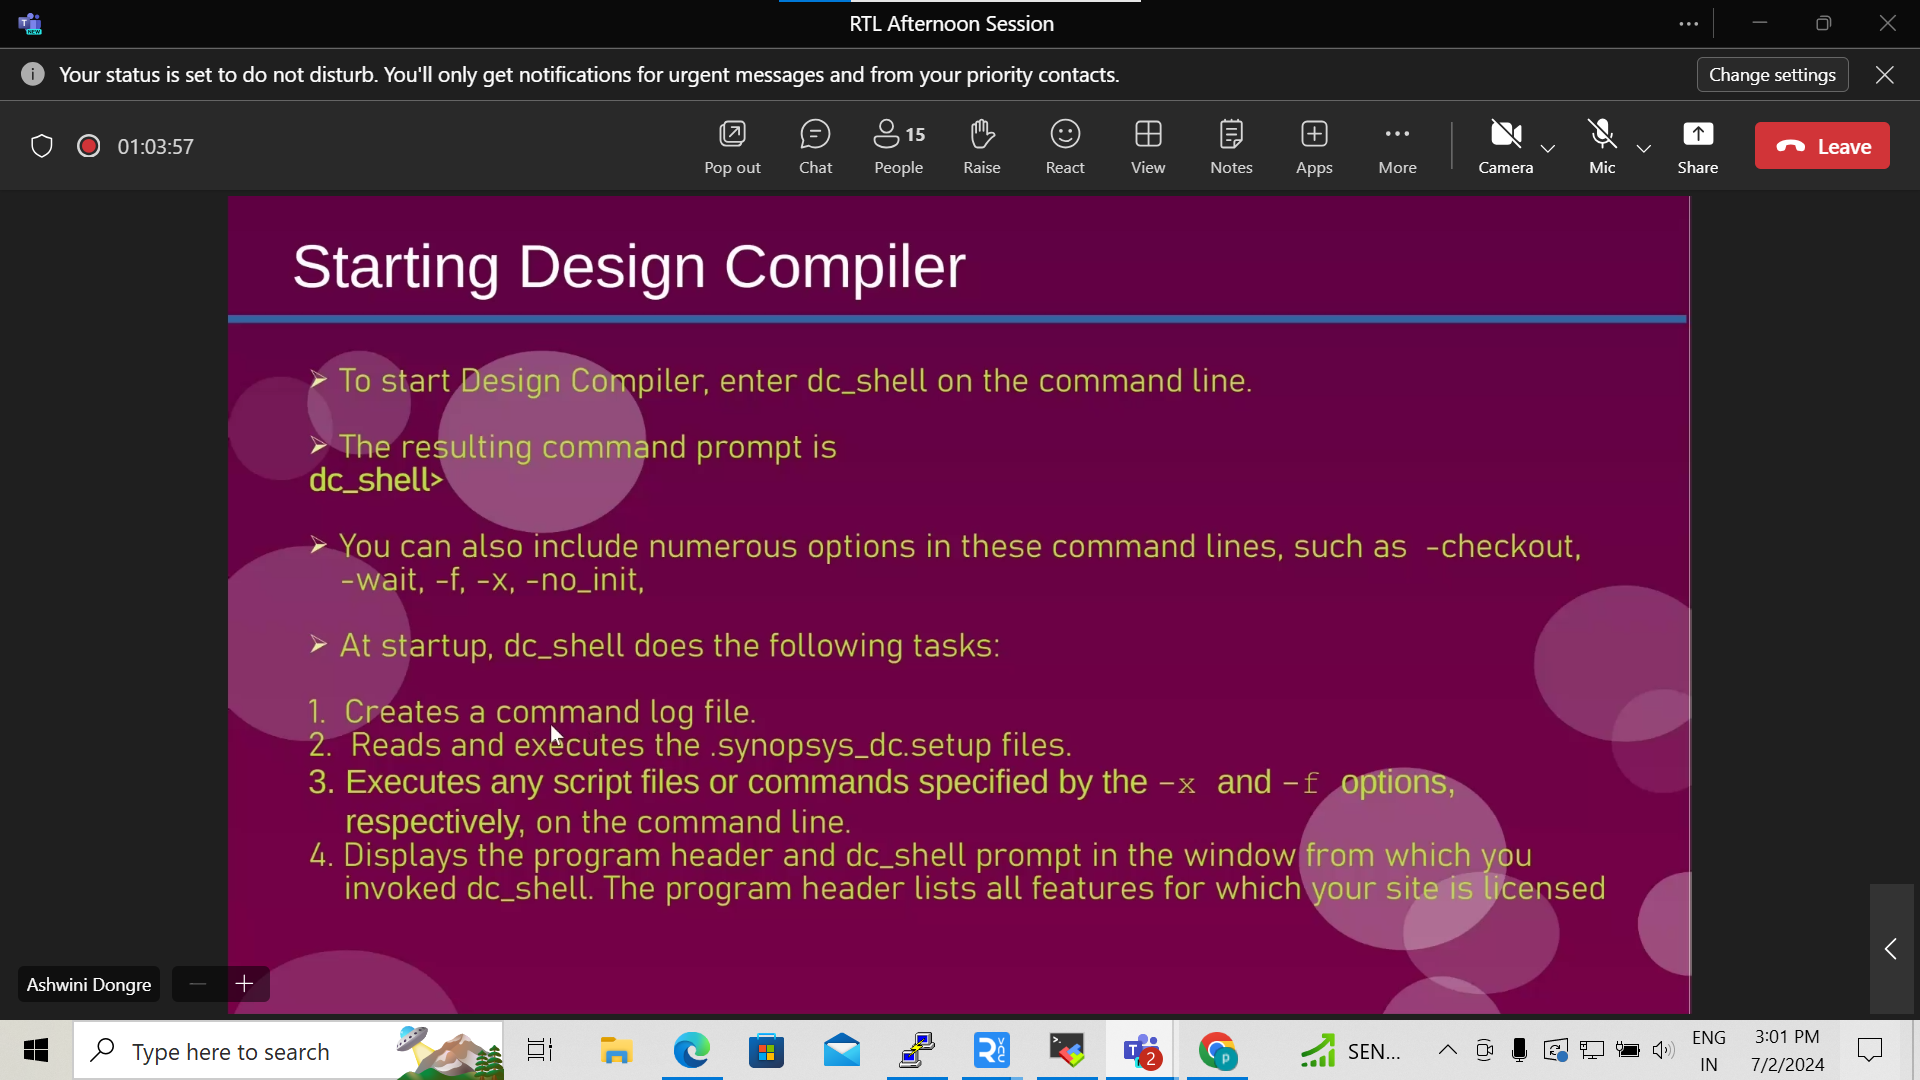 RTL Afternoon Session
Your status is set to do not disturb. You'll only get notifications for urgent messages and from your priority contacts.
Change settings
01:03:57
Pop out
Chat
15
People
Raise
React
View
Notes
Apps
More
Camera
Mic
Share
Leave
Starting Design Compiler
➢ To start Design Compiler, enter dc_shell on the command line.
➢ The resulting command prompt is
dc_shell>
➢ You can also include numerous options in these command lines, such as -checkout,
-wait, -f, -x, -no_init,
➢ At startup, dc_shell does the following tasks:
1. Creates a command log file.
2. Reads and executes the .synopsys_dc.setup files.
3. Executes any script files or commands specified by the -x and -f options,
respectively, on the command line.
4. Displays the program header and dc_shell prompt in the window from which you
invoked dc_shell. The program header lists all features for which your site is licensed
Ashwini Dongre
Type here to search
2
p
SEN...
ENG
IN
3:01 PM
7/2/2024